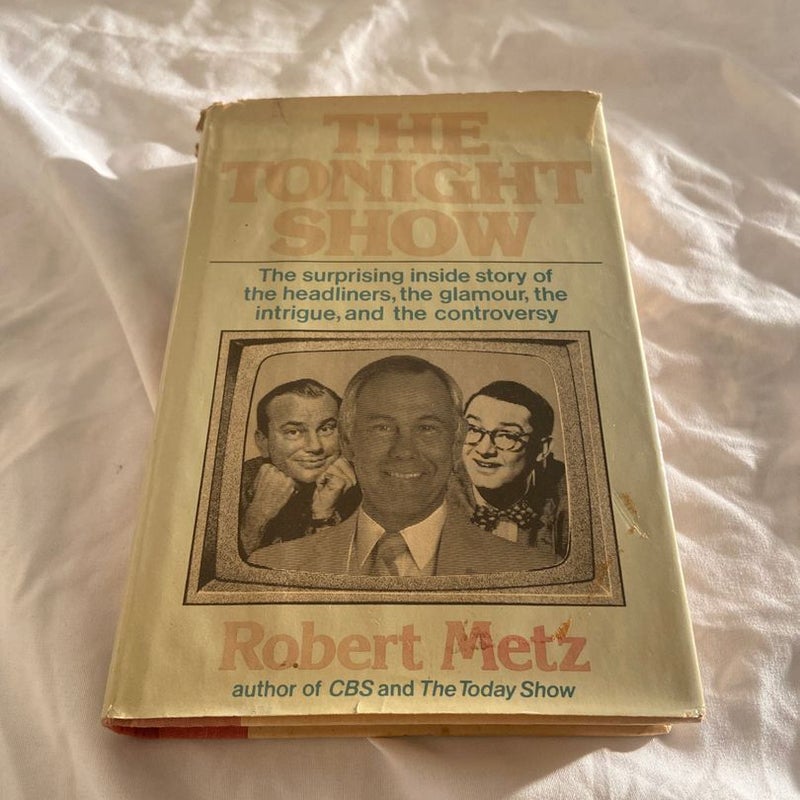 THE
TONIGHT
SHOW
The surprising inside story of
the headliners, the glamour, the
intrigue, and the controversy
Robert Metz
author of CBS and The Today Show